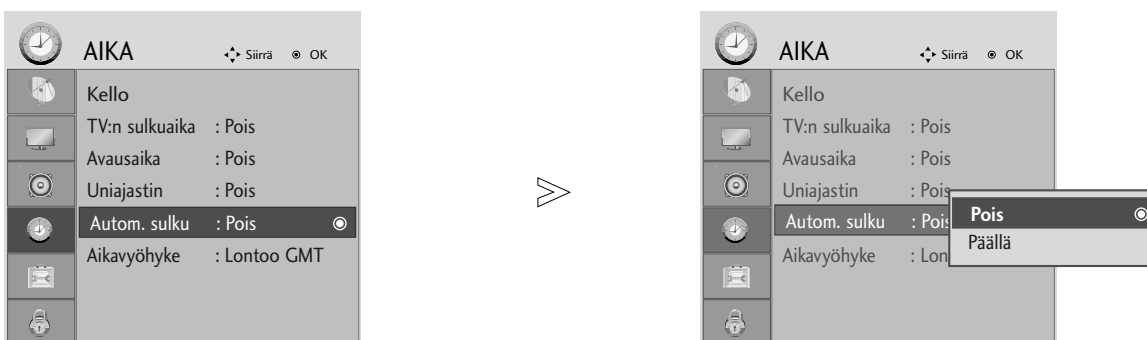 AIKA Siirrä OK
Kello
TV:n sulkuaika : Pois
Avausaika : Pois
Uniajastin : Pois
Autom. sulku : Pois
Aikavyöhyke : Lontoo GMT
AIKA Siirrä OK
Kello
TV:n sulkuaika : Pois
Avausaika : Pois
Uniajastin : Pois
Autom. sulku : Pois
Aikavyöhyke : Lon
Pois
Päällä